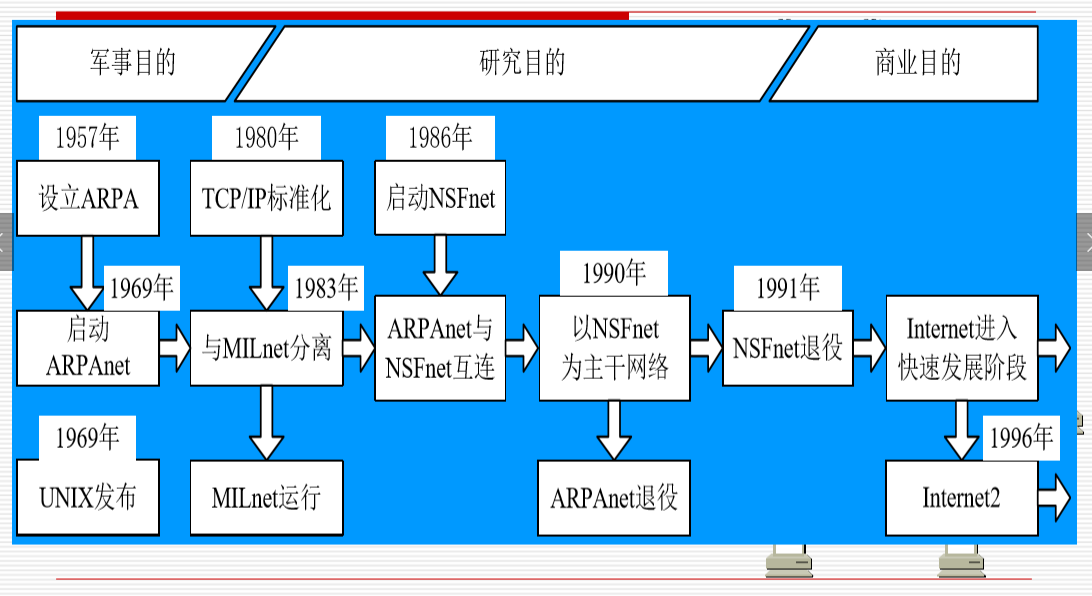 军事目的
研究目的
商业目的
1957年
1980年
1986年
设立ARPA
TCP/IP标准化
启动NSFnet
1969年
1983年
1990年
1991年
启动
ARPAnet
与MILnet分离
ARPAnet与
NSFnet互连
以NSFnet
为主干网络
NSFnet退役
Internet进入
快速发展阶段
1969年
1996年
UNIX发布
MILnet运行
ARPAnet退役
Internet2